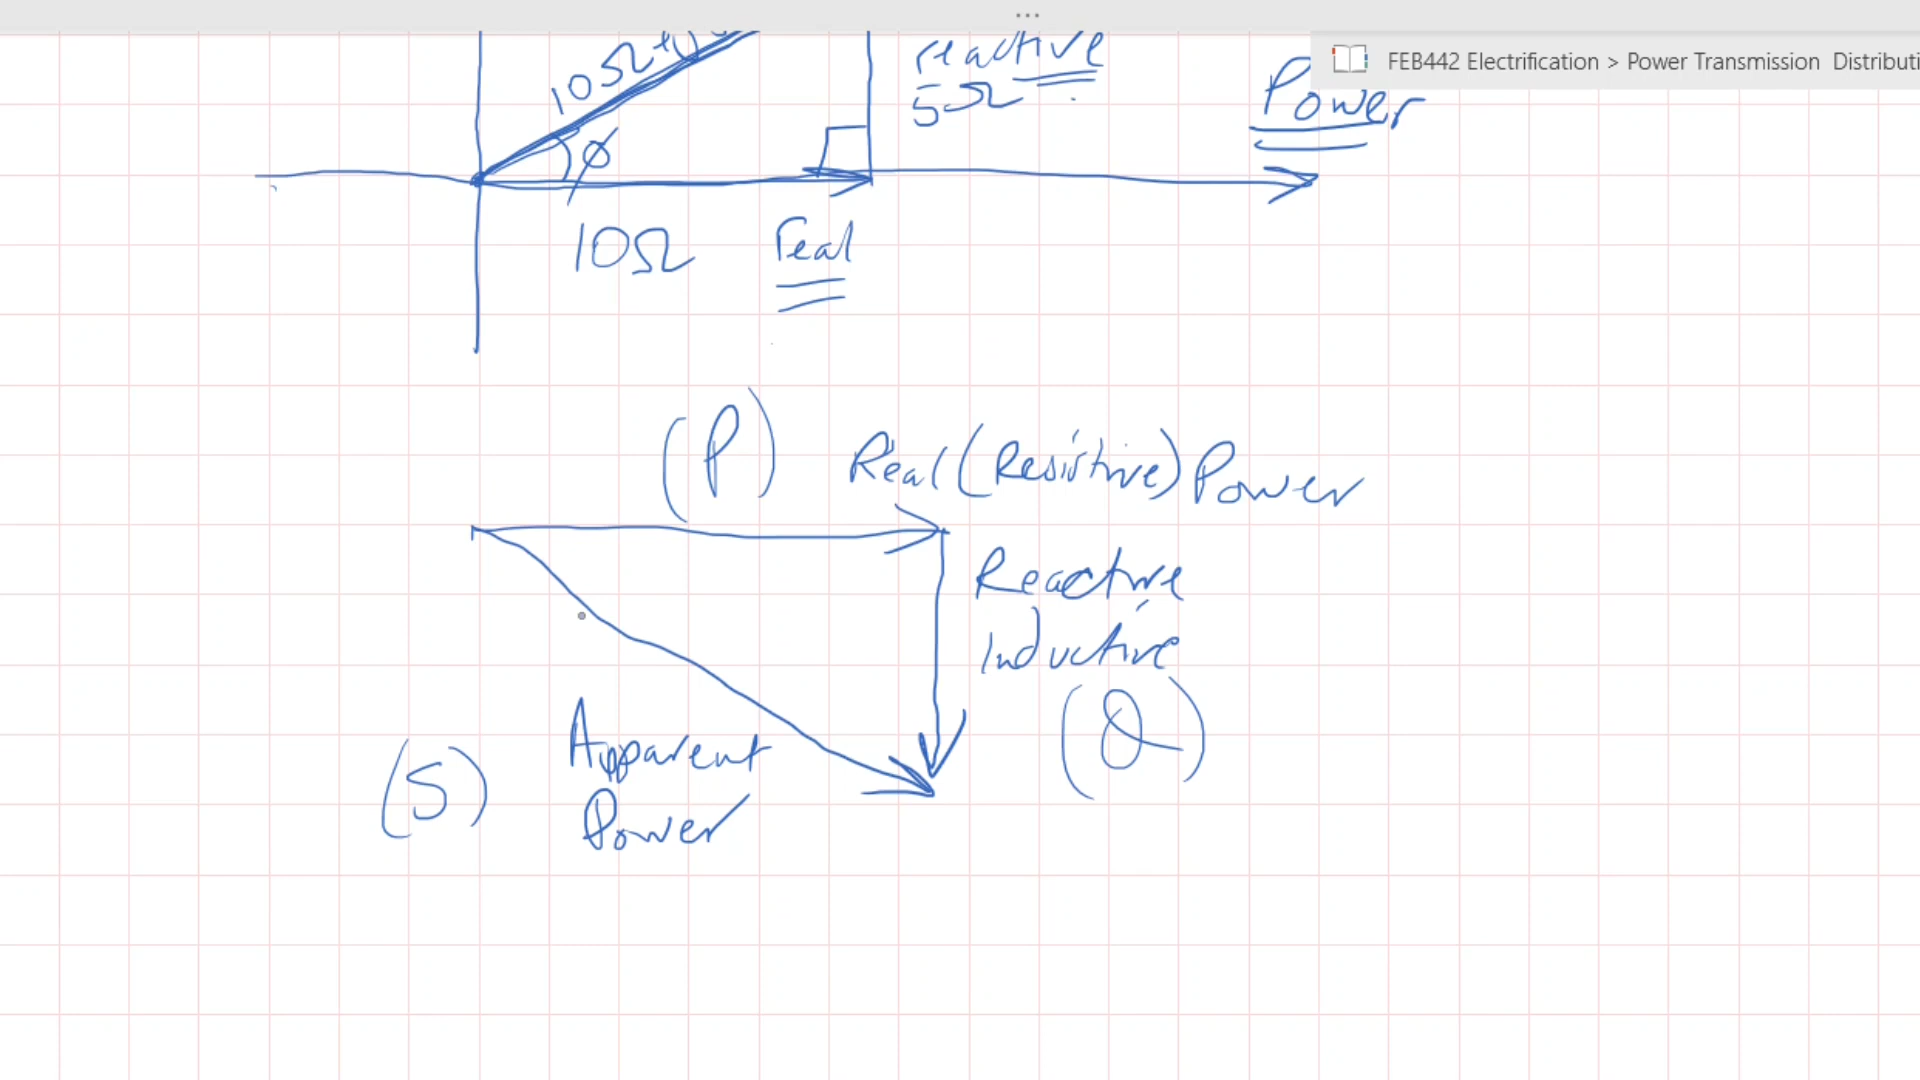 ...
FEB442 Electrification > Power Transmission Distributi
10Ω+
reactive
5Ω
Power
ϕ
10Ω real
(P) Real (Resistive) Power
Reactive
Inductive
(Q)
Apparent
Power
(S)